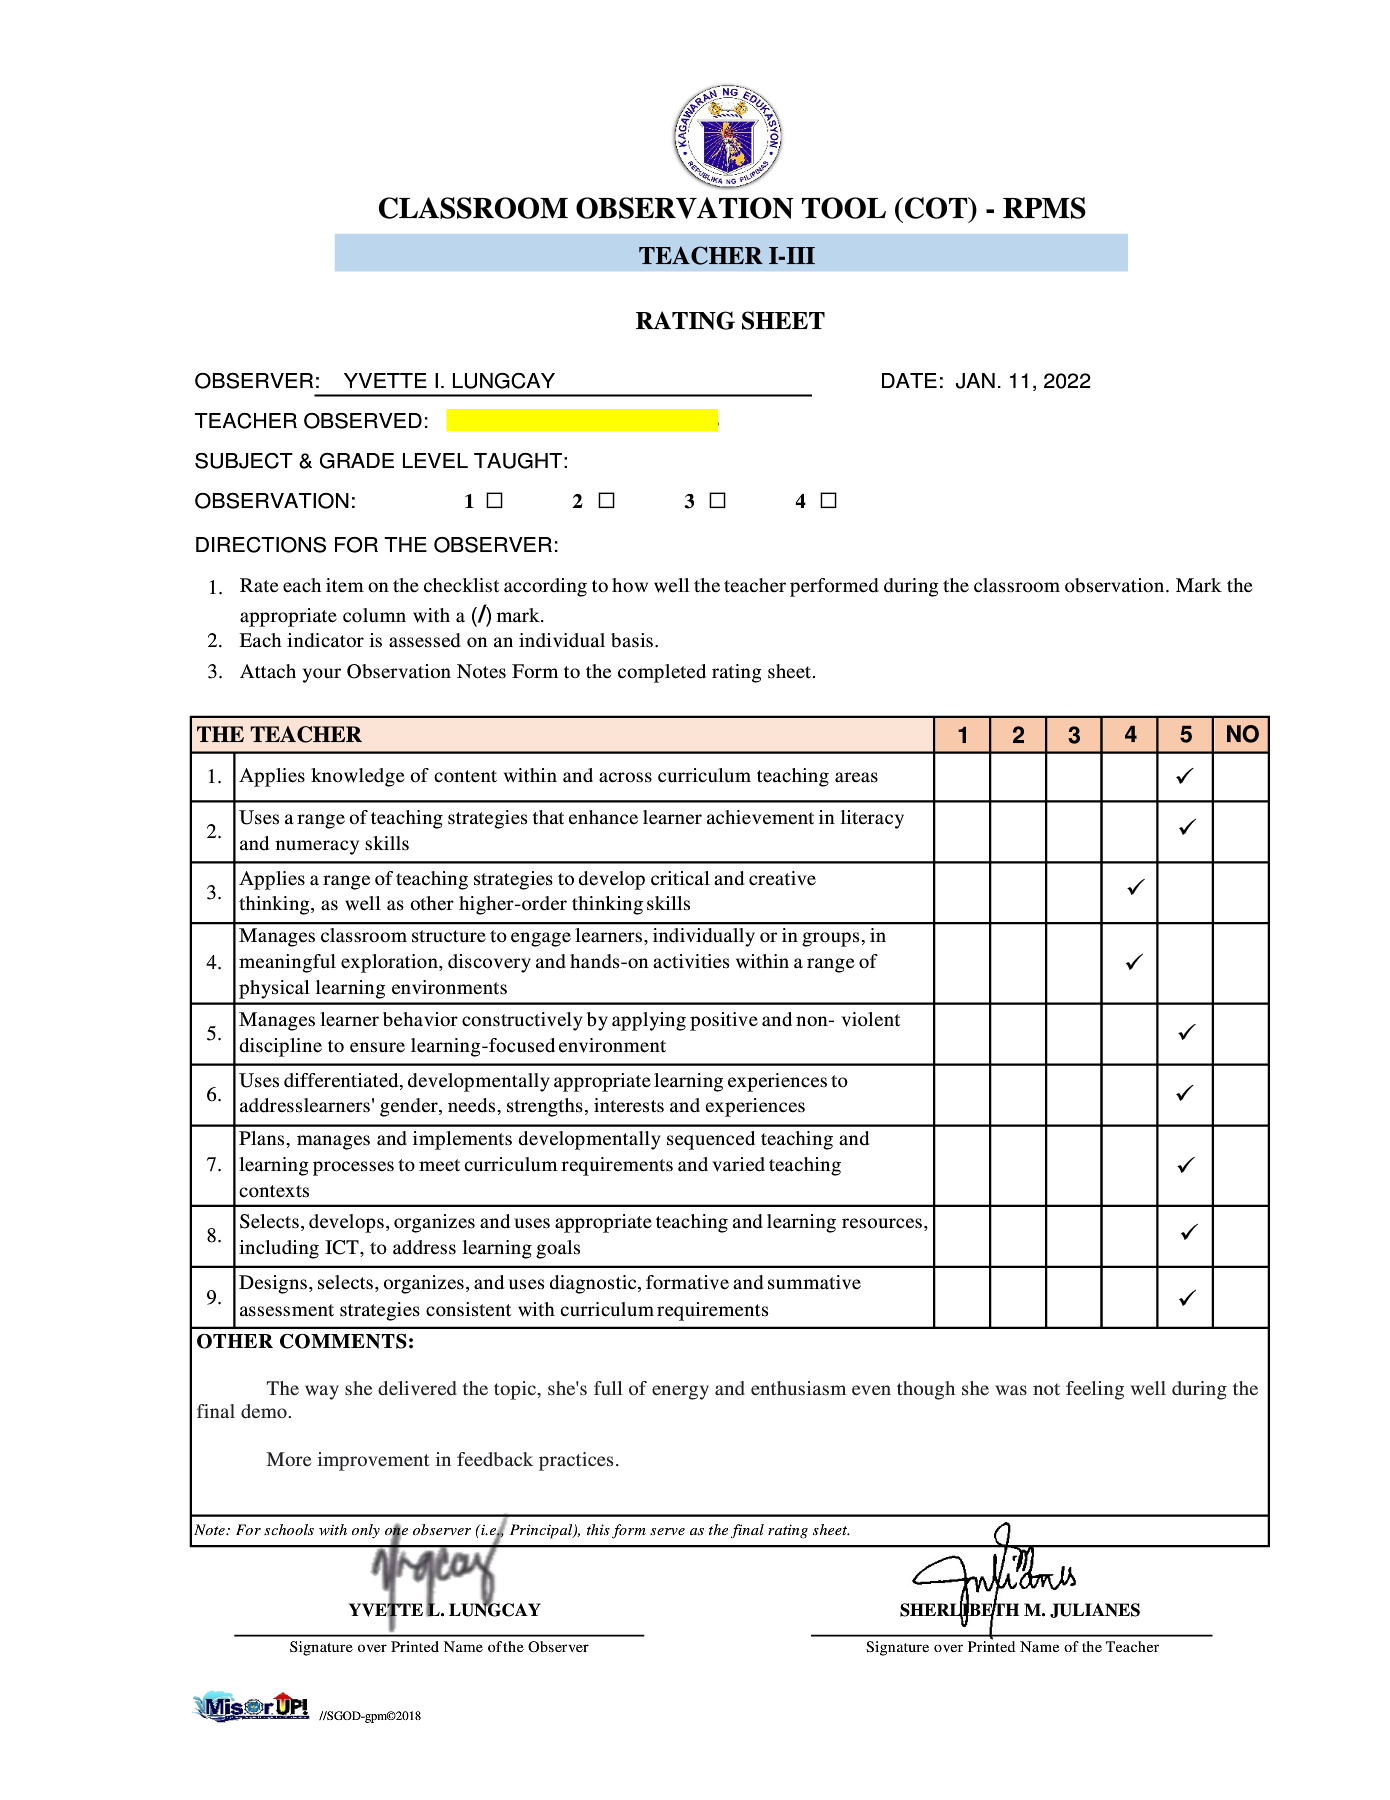 KAGAWARAN NG EDUKASYON
REPUBLIKA NG PILIPINAS
CLASSROOM OBSERVATION TOOL (COT) - RPMS
TEACHER I-III
RATING SHEET
OBSERVER: YVETTE I. LUNGCAY DATE: JAN. 11, 2022
TEACHER OBSERVED:
SUBJECT & GRADE LEVEL TAUGHT:
OBSERVATION: 1 ☐ 2 ☐ 3 ☐ 4 ☐
DIRECTIONS FOR THE OBSERVER:
1. Rate each item on the checklist according to how well the teacher performed during the classroom observation. Mark the
appropriate column with a (/) mark.
2. Each indicator is assessed on an individual basis.
3. Attach your Observation Notes Form to the completed rating sheet.
THE TEACHER 1 2 3 4 5 NO
1. Applies knowledge of content within and across curriculum teaching areas ✓
2. Uses a range of teaching strategies that enhance learner achievement in literacy
and numeracy skills ✓
3. Applies a range of teaching strategies to develop critical and creative
thinking, as well as other higher-order thinking skills ✓
4. Manages classroom structure to engage learners, individually or in groups, in
meaningful exploration, discovery and hands-on activities within a range of
physical learning environments ✓
5. Manages learner behavior constructively by applying positive and non- violent
discipline to ensure learning-focused environment ✓
6. Uses differentiated, developmentally appropriate learning experiences to
addresslearners' gender, needs, strengths, interests and experiences ✓
7. Plans, manages and implements developmentally sequenced teaching and
learning processes to meet curriculum requirements and varied teaching
contexts ✓
8. Selects, develops, organizes and uses appropriate teaching and learning resources,
including ICT, to address learning goals ✓
9. Designs, selects, organizes, and uses diagnostic, formative and summative
assessment strategies consistent with curriculum requirements ✓
OTHER COMMENTS:
The way she delivered the topic, she's full of energy and enthusiasm even though she was not feeling well during the
final demo.
More improvement in feedback practices.
Note: For schools with only one observer (i.e., Principal), this form serve as the final rating sheet.
YVETTE L. LUNGCAY SHERLIBETH M. JULIANES
Signature over Printed Name of the Observer Signature over Printed Name of the Teacher
MisOr UP! //SGOD-gpm©2018